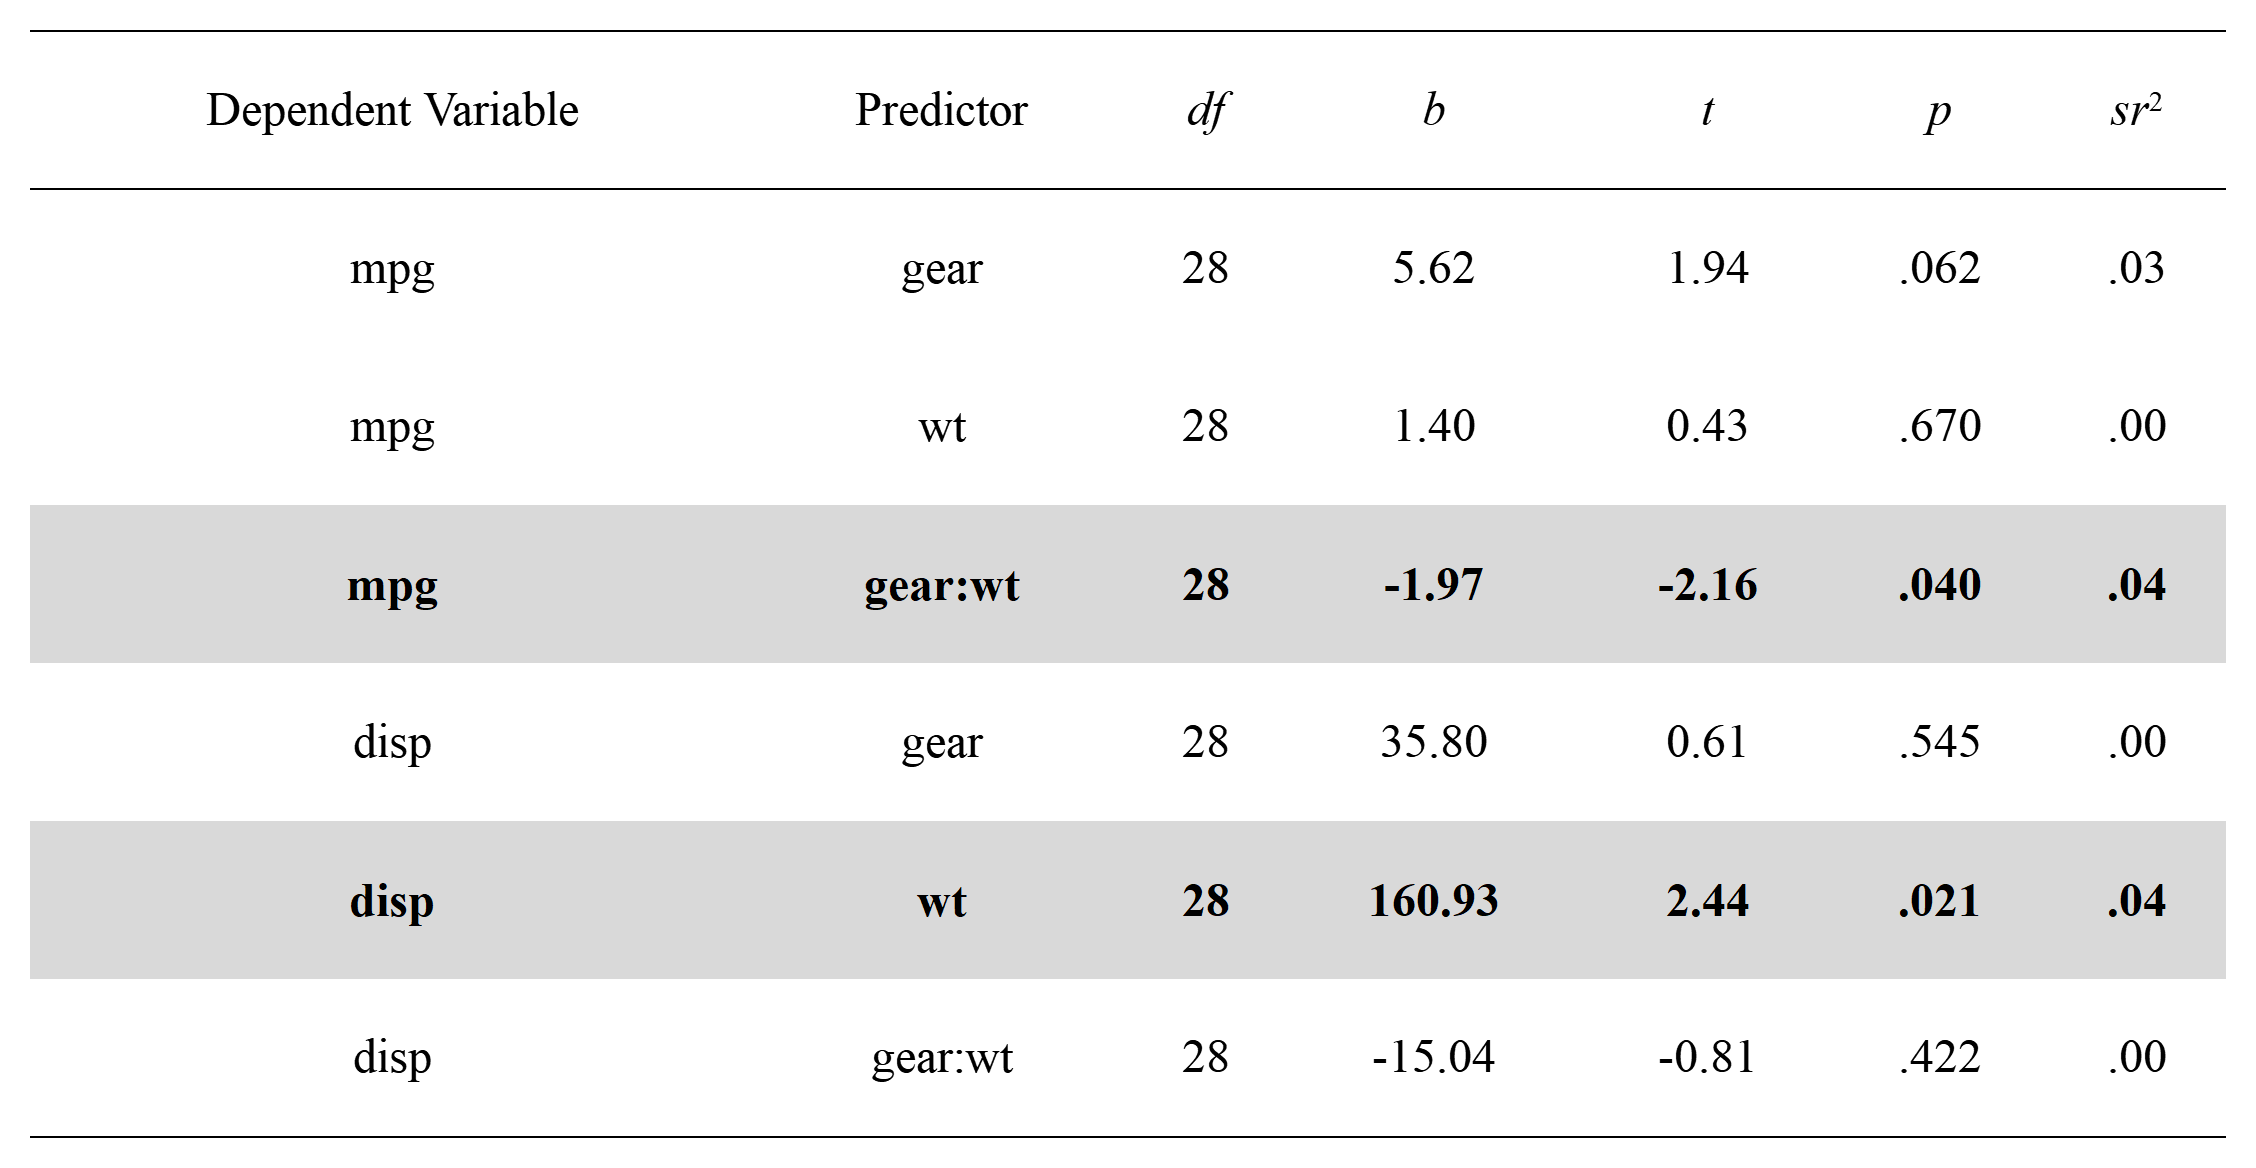 Dependent Variable Predictor df b t p sr²
mpg gear 28 5.62 1.94 .062 .03
mpg wt 28 1.40 0.43 .670 .00
mpg gear:wt 28 -1.97 -2.16 .040 .04
disp gear 28 35.80 0.61 .545 .00
disp wt 28 160.93 2.44 .021 .04
disp gear:wt 28 -15.04 -0.81 .422 .00